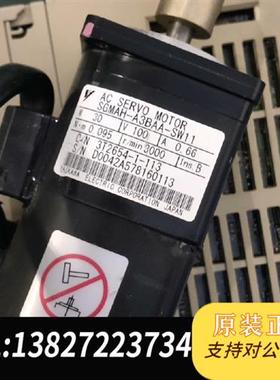 AC SERVO MOTOR
SGMAH-A3BAA-SW11
W 30 V 100 A 0.66
N·m 0.095 r/min 3000 Ins. B
O/N 3T2654-1-113
S/N D0042A578160113
YASKAWA ELECTRIC CORPORATION JAPAN
原装正
支持对公
:13827223734